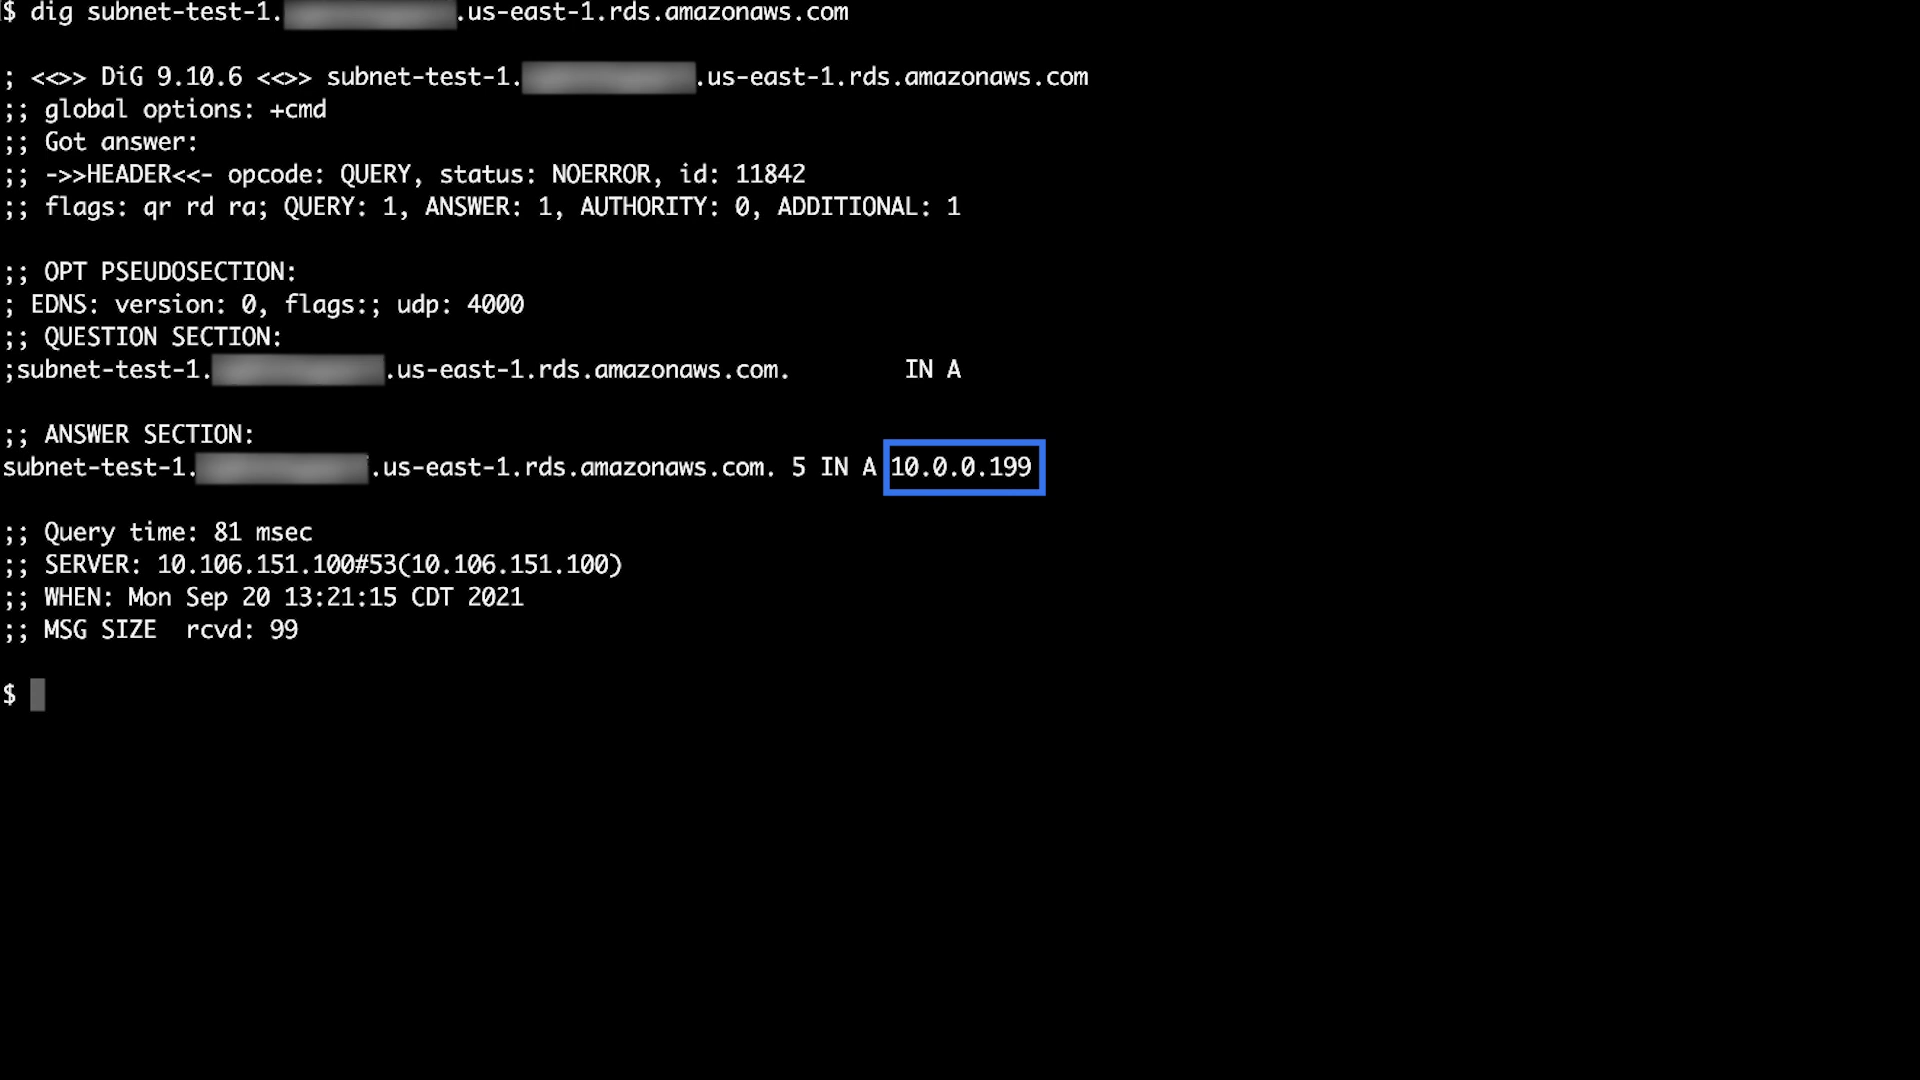 $ dig subnet-test-1. .us-east-1.rds.amazonaws.com
; <<>> DiG 9.10.6 <<>> subnet-test-1. .us-east-1.rds.amazonaws.com
;; global options: +cmd
;; Got answer:
;; ->>HEADER<<- opcode: QUERY, status: NOERROR, id: 11842
;; flags: qr rd ra; QUERY: 1, ANSWER: 1, AUTHORITY: 0, ADDITIONAL: 1
;; OPT PSEUDOSECTION:
; EDNS: version: 0, flags:; udp: 4000
;; QUESTION SECTION:
;subnet-test-1. .us-east-1.rds.amazonaws.com. IN A
;; ANSWER SECTION:
subnet-test-1. .us-east-1.rds.amazonaws.com. 5 IN A 10.0.0.199
;; Query time: 81 msec
;; SERVER: 10.106.151.100#53(10.106.151.100)
;; WHEN: Mon Sep 20 13:21:15 CDT 2021
;; MSG SIZE  rcvd: 99
$